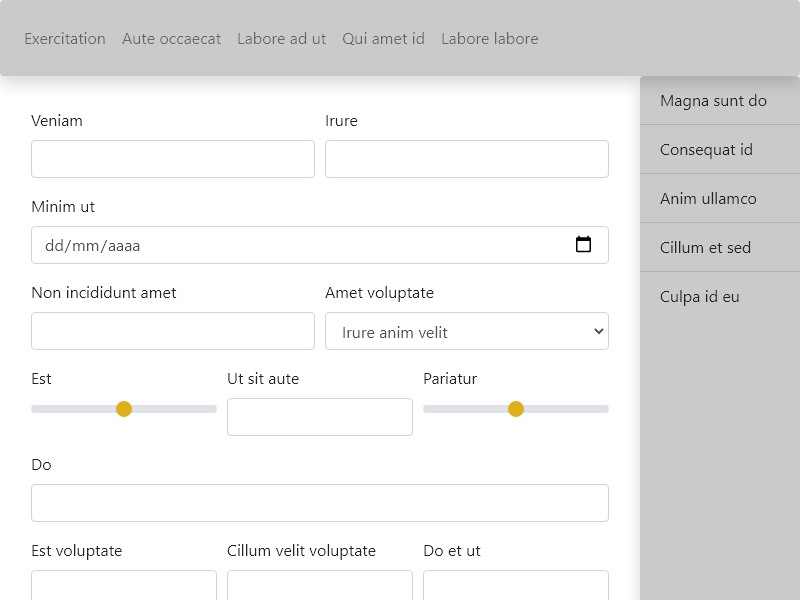 Exercitation Aute occaecat Labore ad ut Qui amet id Labore labore
Magna sunt do
Consequat id
Anim ullamco
Cillum et sed
Culpa id eu
Veniam Irure
Minim ut
dd/mm/aaaa
Non incididunt amet Amet voluptate
Irure anim velit
Est Ut sit aute Pariatur
Do
Est voluptate Cillum velit voluptate Do et ut